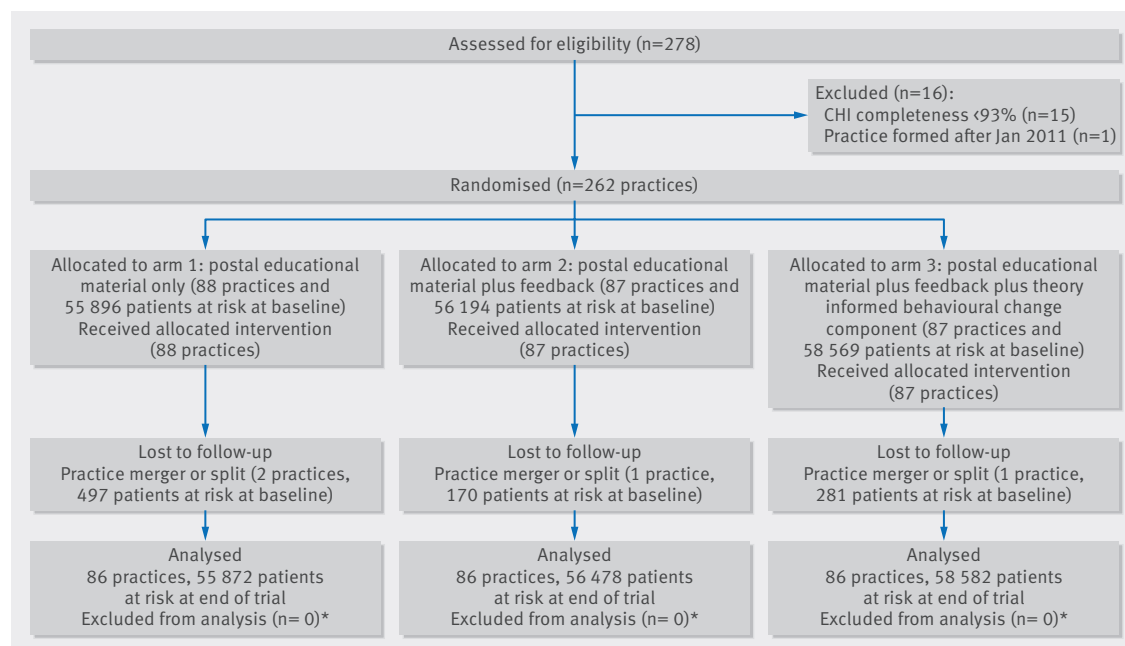 Assessed for eligibility (n=278)
Excluded (n=16):
CHI completeness <93% (n=15)
Practice formed after Jan 2011 (n=1)
Randomised (n=262 practices)
Allocated to arm 1: postal educational
material only (88 practices and
55 896 patients at risk at baseline)
Received allocated intervention
(88 practices)
Allocated to arm 2: postal educational
material plus feedback (87 practices and
56 194 patients at risk at baseline)
Received allocated intervention
(87 practices)
Allocated to arm 3: postal educational
material plus feedback plus theory
informed behavioural change
component (87 practices and
58 569 patients at risk at baseline)
Received allocated intervention
(87 practices)
Lost to follow-up
Practice merger or split (2 practices,
497 patients at risk at baseline)
Lost to follow-up
Practice merger or split (1 practice,
170 patients at risk at baseline)
Lost to follow-up
Practice merger or split (1 practice,
281 patients at risk at baseline)
Analysed
86 practices, 55 872 patients
at risk at end of trial
Excluded from analysis (n= 0)*
Analysed
86 practices, 56 478 patients
at risk at end of trial
Excluded from analysis (n= 0)*
Analysed
86 practices, 58 582 patients
at risk at end of trial
Excluded from analysis (n= 0)*